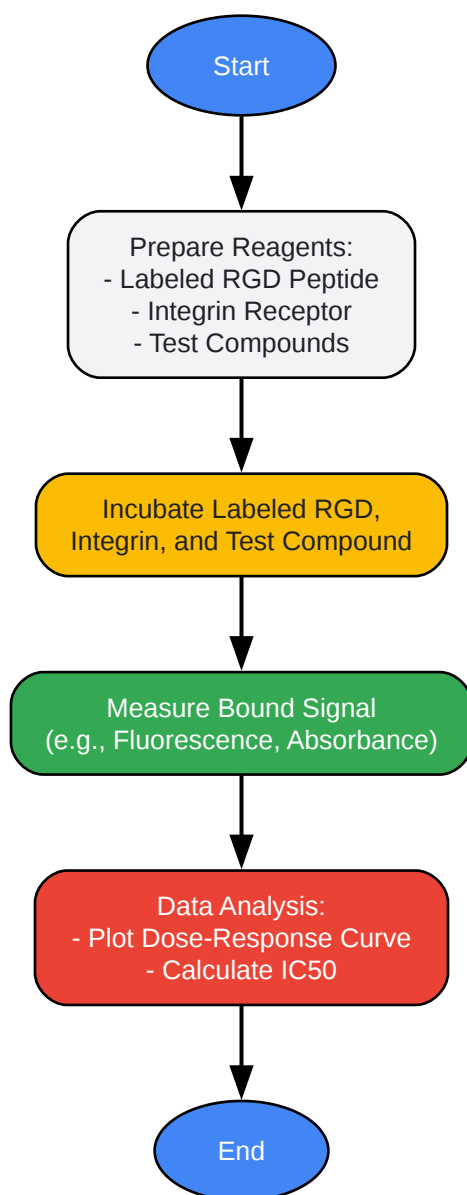 Start
Prepare Reagents:
- Labeled RGD Peptide
- Integrin Receptor
- Test Compounds
Incubate Labeled RGD,
Integrin, and Test Compound
Measure Bound Signal
(e.g., Fluorescence, Absorbance)
Data Analysis:
- Plot Dose-Response Curve
- Calculate IC50
End